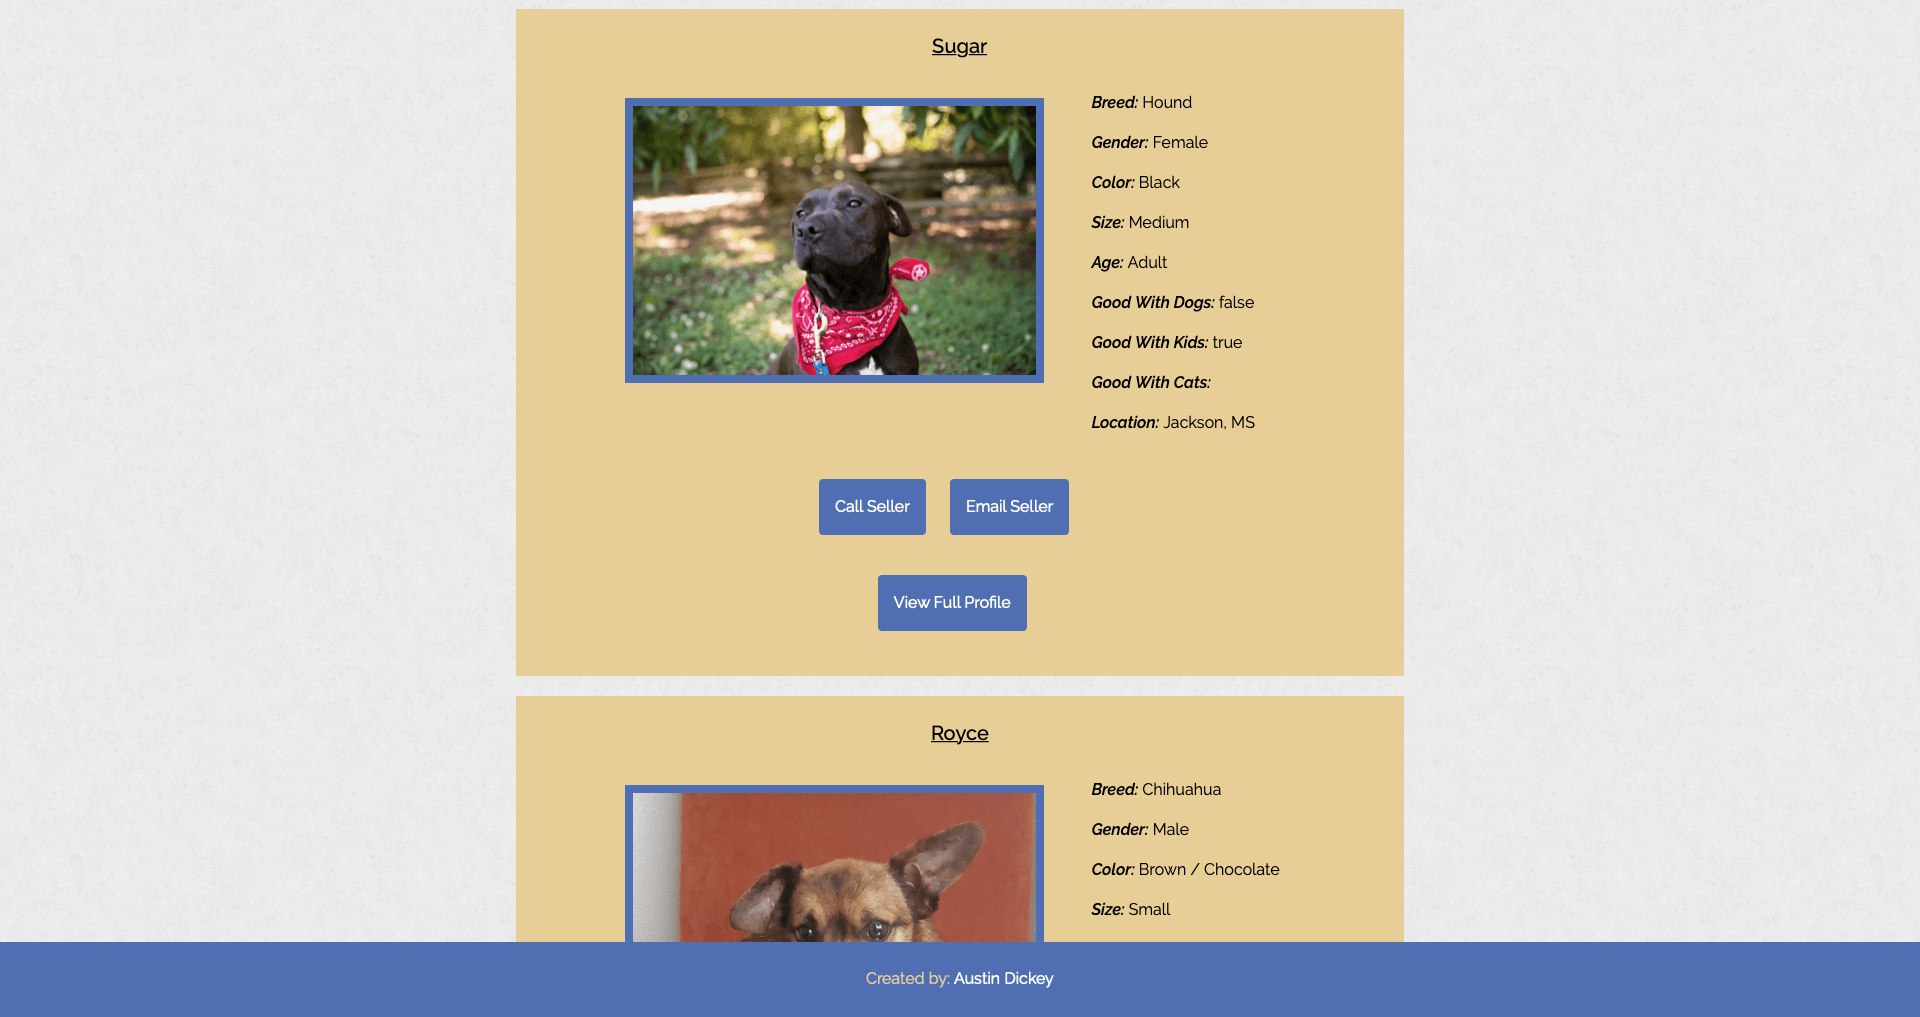 Sugar
Breed: Hound
Gender: Female
Color: Black
Size: Medium
Age: Adult
Good With Dogs: false
Good With Kids: true
Good With Cats:
Location: Jackson, MS
Call Seller
Email Seller
View Full Profile
Royce
Breed: Chihuahua
Gender: Male
Color: Brown / Chocolate
Size: Small
Created by: Austin Dickey